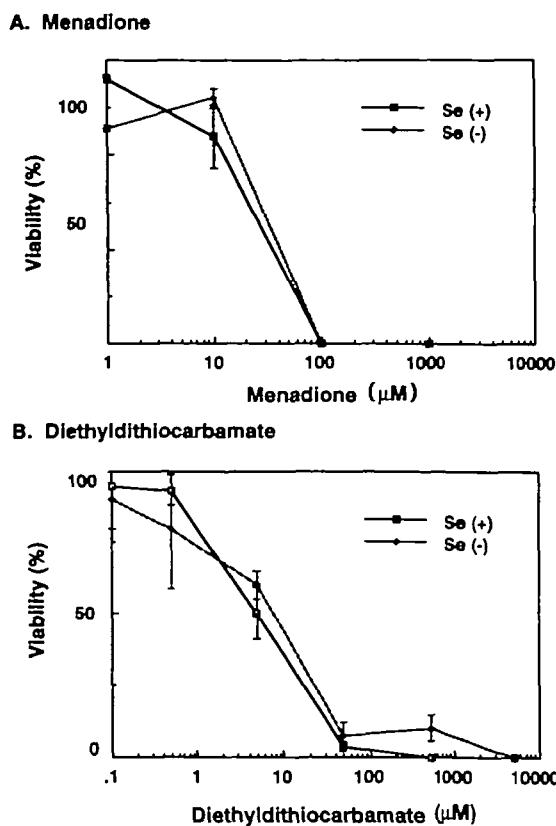 A. Menadione
100
50
Viability (%)
Se (+)
Se (-)
1 10 100 1000 10000
Menadione (μM)
B. Diethyldithiocarbamate
100
50
0
Viability (%)
Se (+)
Se (-)
.1 1 10 100 1000 10000
Diethyldithiocarbamate (μM)